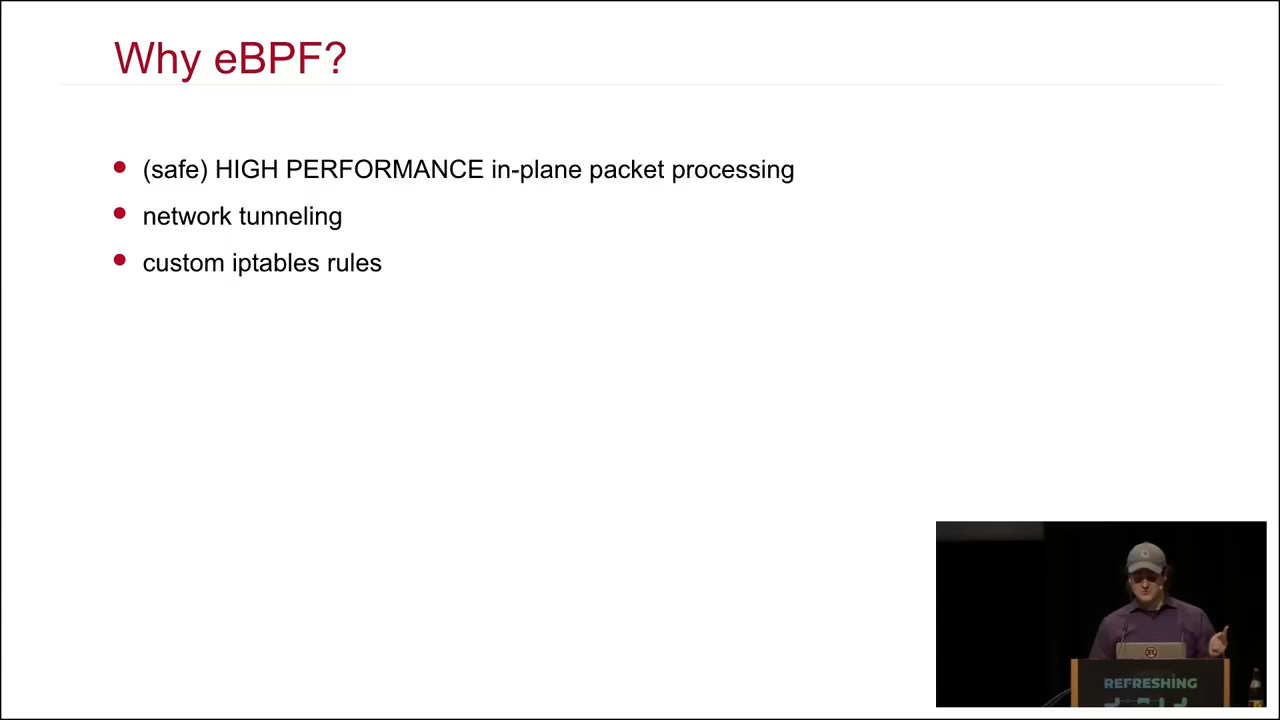 Why eBPF?
(safe) HIGH PERFORMANCE in-plane packet processing
network tunneling
custom iptables rules
REFRESHING